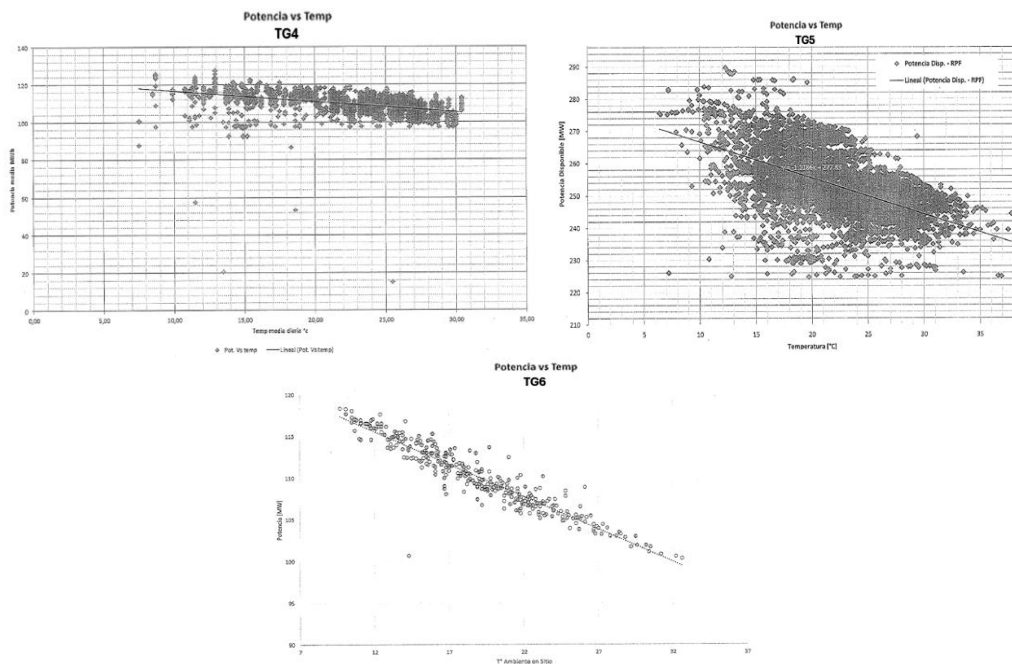 Potencia vs Temp
TG4
140
120
100
80
60
40
20
0
0,00
5,00
10,00
15,00
20,00
25,00
30,00
35,00
Potencia media MW/h
Temp media diaria °c
Pot. Vs temp
Lineal (Pot. Vs temp)
Potencia vs Temp
TG5
Potencia Disp. - RPF
Lineal (Potencia Disp. - RPF)
290
280
270
260
250
240
230
220
210
0
5
10
15
20
25
30
35
Potencia Disponible [MW]
Temperatura [°C]
Potencia vs Temp
TG6
120
115
110
105
100
95
90
7
12
17
22
27
32
37
Potencia [MW]
T° Ambiente en Sitio